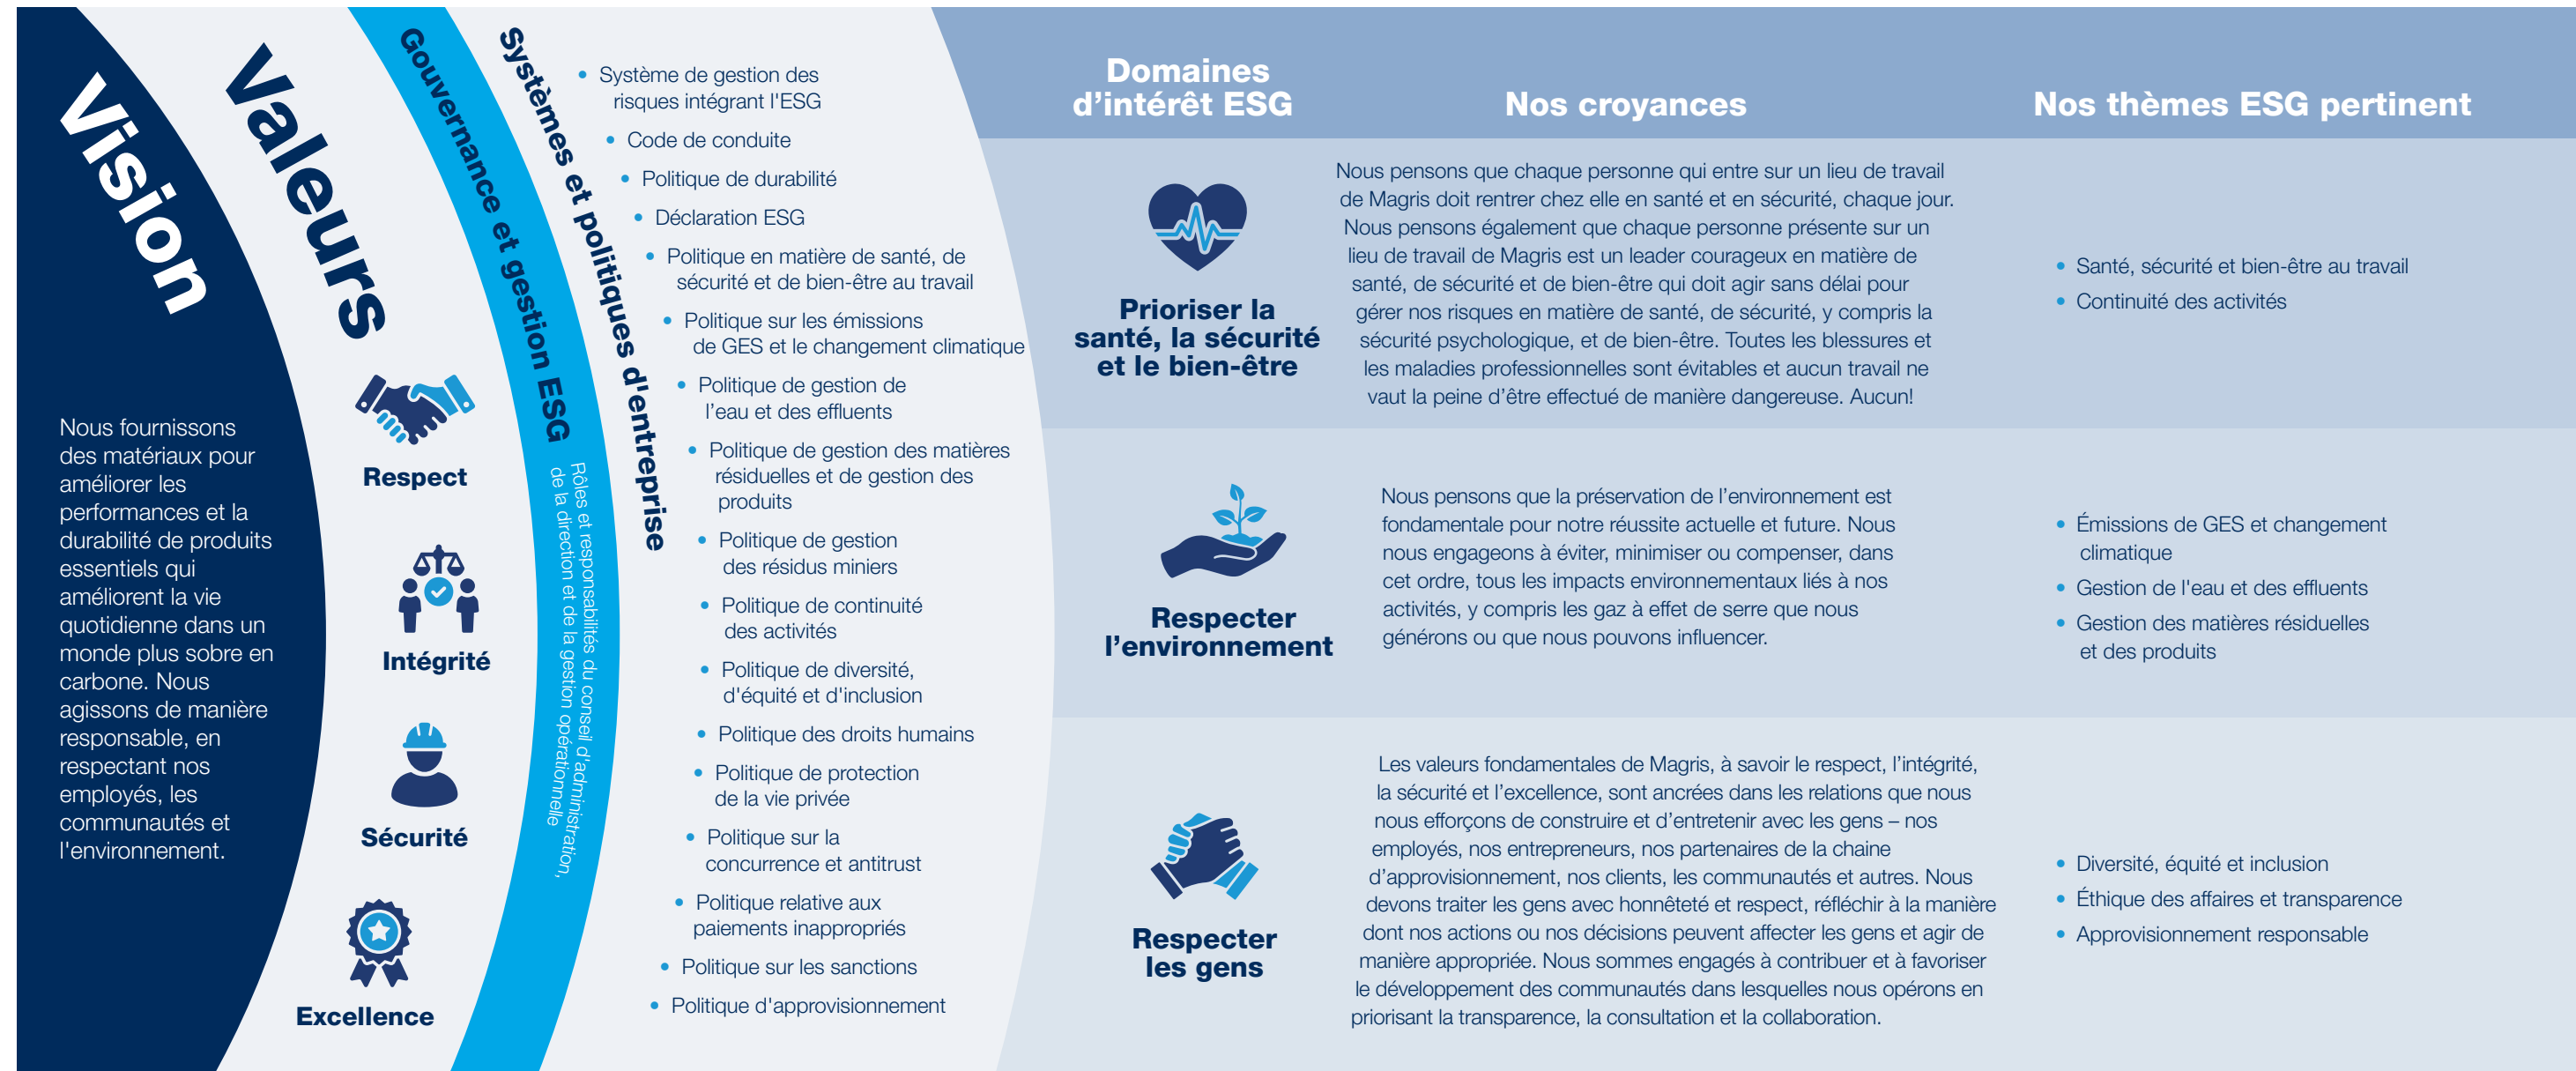 Vision
Nous fournissons
des matériaux pour
améliorer les
performances et la
durabilité de produits
essentiels qui
améliorent la vie
quotidienne dans un
monde plus sobre en
carbone. Nous
agissons de manière
responsable, en
respectant nos
employés, les
communautés et
l'environnement.
Valeurs
Respect
Intégrité
Sécurité
Excellence
Gouvernance et gestion ESG
Rôles et responsabilités du conseil d'administration,
de la direction et de la gestion opérationnelle
Systèmes et politiques d'entreprise
• Système de gestion des
risques intégrant l'ESG
• Code de conduite
• Politique de durabilité
• Déclaration ESG
• Politique en matière de santé, de
sécurité et de bien-être au travail
• Politique sur les émissions
de GES et le changement climatique
• Politique de gestion de
l’eau et des effluents
• Politique de gestion des matières
résiduelles et de gestion des
produits
• Politique de gestion
des résidus miniers
• Politique de continuité
des activités
• Politique de diversité,
d'équité et d'inclusion
• Politique des droits humains
• Politique de protection
de la vie privée
• Politique sur la
concurrence et antitrust
• Politique relative aux
paiements inappropriés
• Politique sur les sanctions
• Politique d'approvisionnement
Domaines
d’intérêt ESG
Nos croyances
Nos thèmes ESG pertinent
Prioriser la
santé, la sécurité
et le bien-être
Nous pensons que chaque personne qui entre sur un lieu de travail
de Magris doit rentrer chez elle en santé et en sécurité, chaque jour.
Nous pensons également que chaque personne présente sur un
lieu de travail de Magris est un leader courageux en matière de
santé, de sécurité et de bien-être qui doit agir sans délai pour
gérer nos risques en matière de santé, de sécurité, y compris la
sécurité psychologique, et de bien-être. Toutes les blessures et
les maladies professionnelles sont évitables et aucun travail ne
vaut la peine d’être effectué de manière dangereuse. Aucun!
• Santé, sécurité et bien-être au travail
• Continuité des activités
Respecter
l’environnement
Nous pensons que la préservation de l’environnement est
fondamentale pour notre réussite actuelle et future. Nous
nous engageons à éviter, minimiser ou compenser, dans
cet ordre, tous les impacts environnementaux liés à nos
activités, y compris les gaz à effet de serre que nous
générons ou que nous pouvons influencer.
• Émissions de GES et changement
climatique
• Gestion de l'eau et des effluents
• Gestion des matières résiduelles
et des produits
Respecter
les gens
Les valeurs fondamentales de Magris, à savoir le respect, l’intégrité,
la sécurité et l’excellence, sont ancrées dans les relations que nous
nous efforçons de construire et d’entretenir avec les gens – nos
employés, nos entrepreneurs, nos partenaires de la chaine
d’approvisionnement, nos clients, les communautés et autres. Nous
devons traiter les gens avec honnêteté et respect, réfléchir à la manière
dont nos actions ou nos décisions peuvent affecter les gens et agir de
manière appropriée. Nous sommes engagés à contribuer et à favoriser
le développement des communautés dans lesquelles nous opérons en
priorisant la transparence, la consultation et la collaboration.
• Diversité, équité et inclusion
• Éthique des affaires et transparence
• Approvisionnement responsable